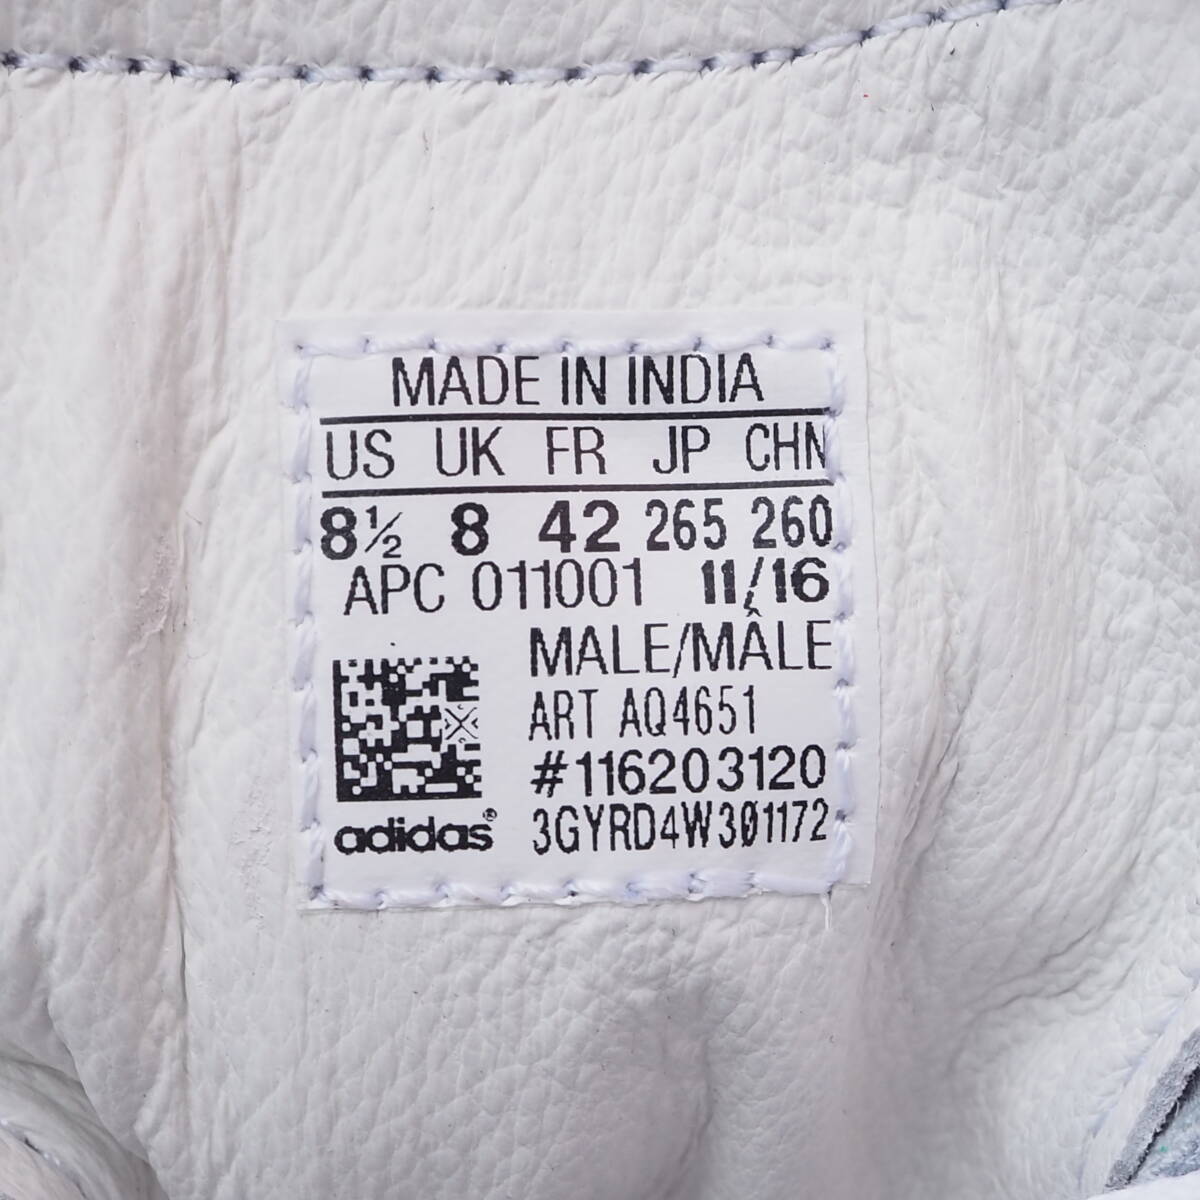 MADE IN INDIA
US UK FR JP CHN
8½ 8 42 265 260
APC 011001 11/16
MALE/MÂLE
ART AQ4651
#116203120
adidas® 3GYRD4W301172